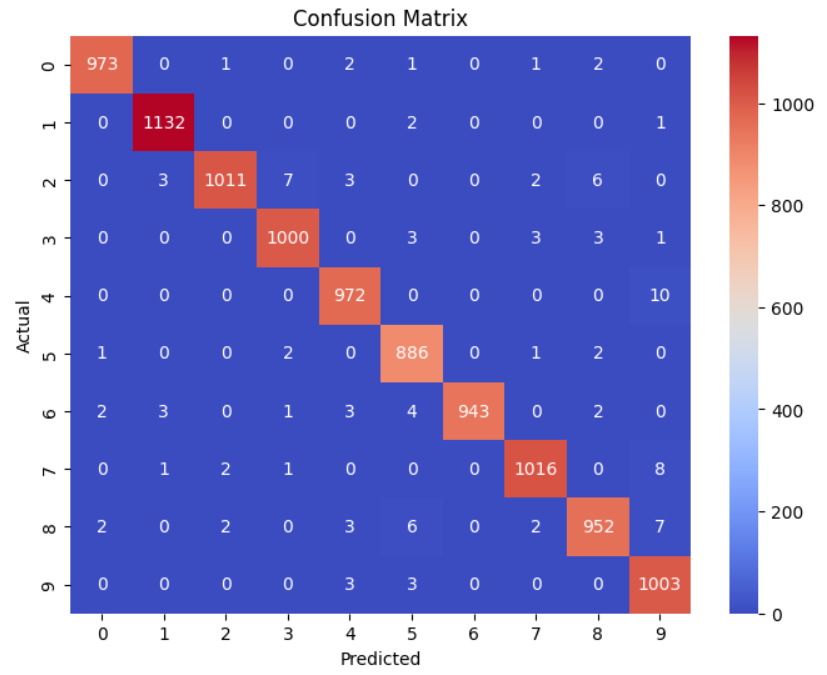 Confusion Matrix
0 973 0 1 0 2 1 0 1 2 0
1 0 1132 0 0 0 2 0 0 0 1
2 0 3 1011 7 3 0 0 2 6 0
3 0 0 0 1000 0 3 0 3 3 1
4 0 0 0 0 972 0 0 0 0 10
5 1 0 0 2 0 886 0 1 2 0
6 2 3 0 1 3 4 943 0 2 0
7 0 1 2 1 0 0 0 1016 0 8
8 2 0 2 0 3 6 0 2 952 7
9 0 0 0 0 3 3 0 0 0 1003
0 1 2 3 4 5 6 7 8 9
Predicted
Actual
1000
800
600
400
200
0